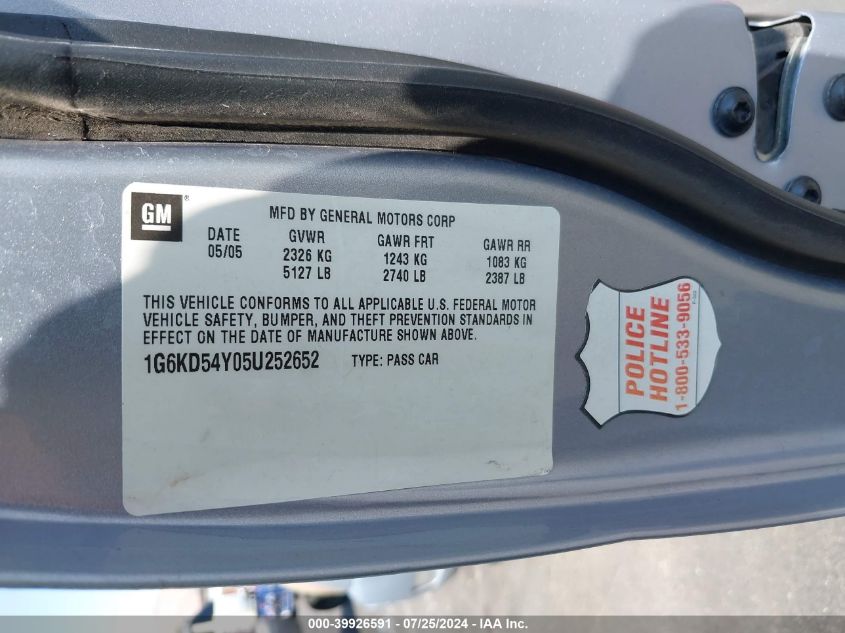 GM®
MFD BY GENERAL MOTORS CORP
DATE GVWR GAWR FRT GAWR RR
05/05 2326 KG 1243 KG 1083 KG
5127 LB 2740 LB 2387 LB
THIS VEHICLE CONFORMS TO ALL APPLICABLE U.S. FEDERAL MOTOR
VEHICLE SAFETY, BUMPER, AND THEFT PREVENTION STANDARDS IN
EFFECT ON THE DATE OF MANUFACTURE SHOWN ABOVE.
1G6KD54Y05U252652 TYPE: PASS CAR
POLICE
HOTLINE
1-800-533-9056
000-39926591 - 07/25/2024 - IAA Inc.